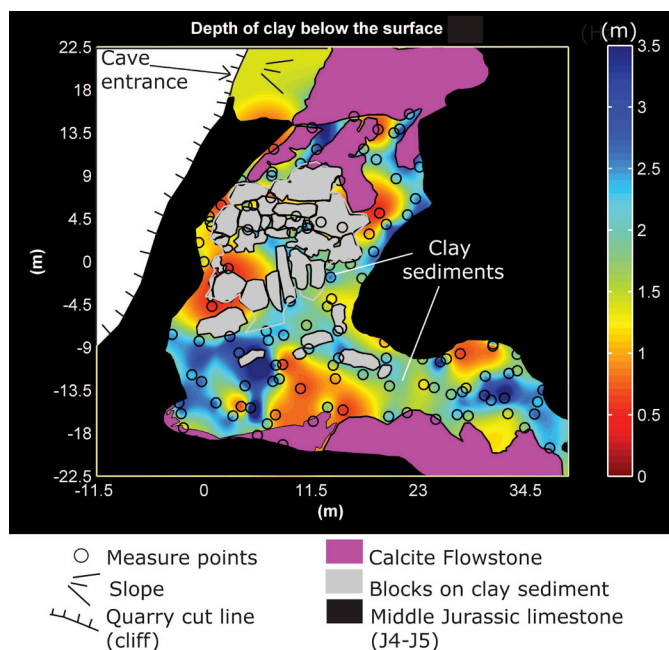 Depth of clay below the surface
(m)
Cave
entrance
22.5
18
13.5
9
4.5
0
-4.5
-9
-13.5
-18
-22.5
(m)
Clay
sediments
-11.5 0 11.5 23 34.5
(m)
3.5
3
2.5
2
1.5
1
0.5
0
Measure points
Slope
Quarry cut line
(cliff)
Calcite Flowstone
Blocks on clay sediment
Middle Jurassic limestone
(J4-J5)